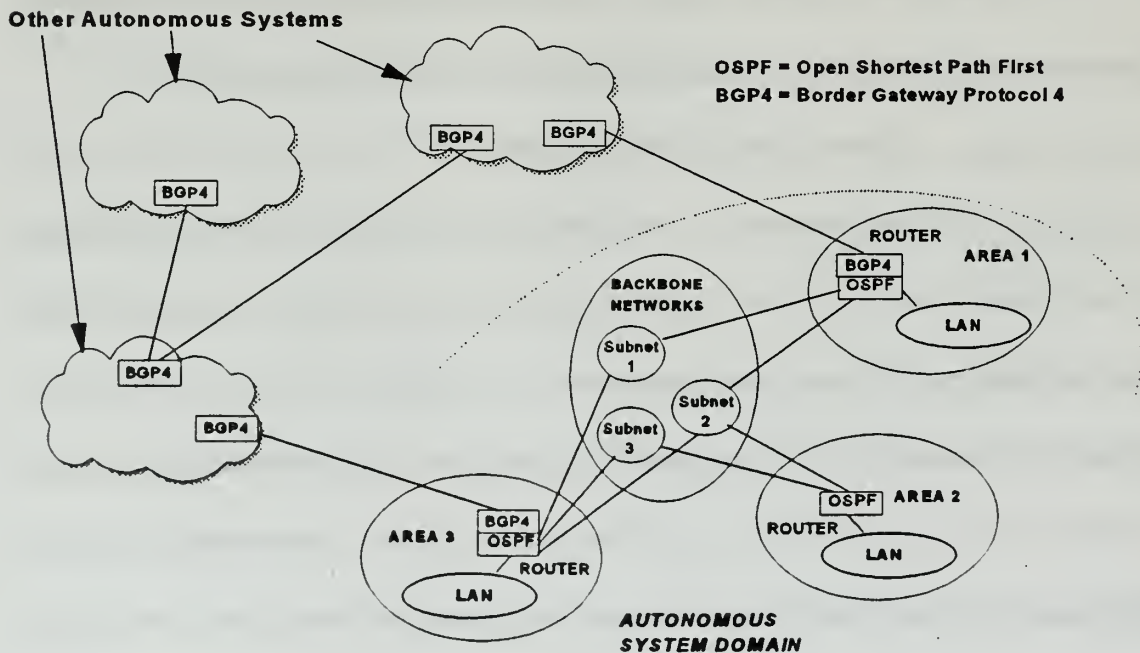 Other Autonomous Systems
OSPF = Open Shortest Path First
BGP4 = Border Gateway Protocol 4
BGP4
BGP4
BGP4
ROUTER
AREA 1
BGP4
OSPF
LAN
BACKBONE
NETWORKS
Subnet
1
Subnet
2
Subnet
3
BGP4
BGP4
OSPF
AREA 2
ROUTER
LAN
BGP4
OSPF
AREA 3
ROUTER
LAN
AUTONOMOUS
SYSTEM DOMAIN